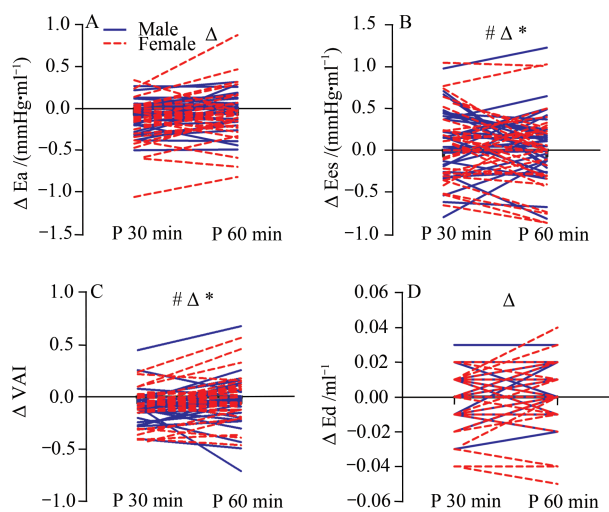 A
Male
Female
Δ
Δ Ea /(mmHg•ml⁻¹)
1.0
0.5
0.0
−0.5
−1.0
−1.5
P 30 min P 60 min
B
# Δ *
Δ Ees /(mmHg•ml⁻¹)
1.5
1.0
0.5
0.0
−0.5
−1.0
P 30 min P 60 min
C
# Δ *
Δ VAI
1.0
0.5
0.0
−0.5
−1.0
P 30 min P 60 min
D
Δ
Δ Ed /ml⁻¹
0.06
0.04
0.02
0.00
−0.02
−0.04
−0.06
P 30 min P 60 min